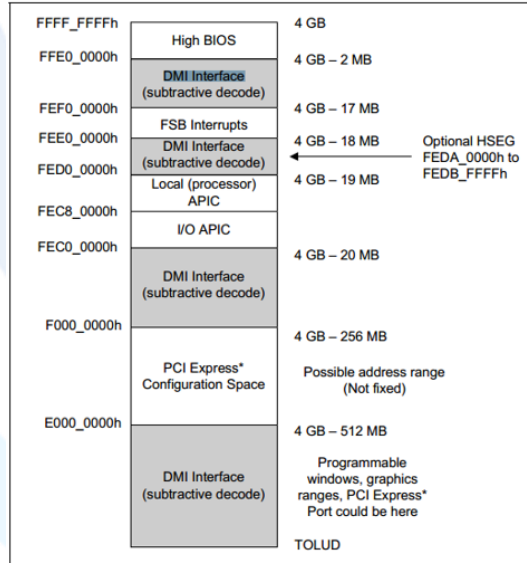 FFFF_FFFFh
4 GB
High BIOS
FFE0_0000h
4 GB – 2 MB
DMI Interface
(subtractive decode)
FEF0_0000h
4 GB – 17 MB
FSB Interrupts
FEE0_0000h
4 GB – 18 MB
DMI Interface
(subtractive decode)
Optional HSEG
FEDA_0000h to
FEDB_FFFFh
FED0_0000h
4 GB – 19 MB
Local (processor)
APIC
FEC8_0000h
I/O APIC
FEC0_0000h
4 GB – 20 MB
DMI Interface
(subtractive decode)
F000_0000h
4 GB – 256 MB
PCI Express*
Configuration Space
Possible address range
(Not fixed)
E000_0000h
4 GB – 512 MB
DMI Interface
(subtractive decode)
Programmable
windows, graphics
ranges, PCI Express*
Port could be here
TOLUD